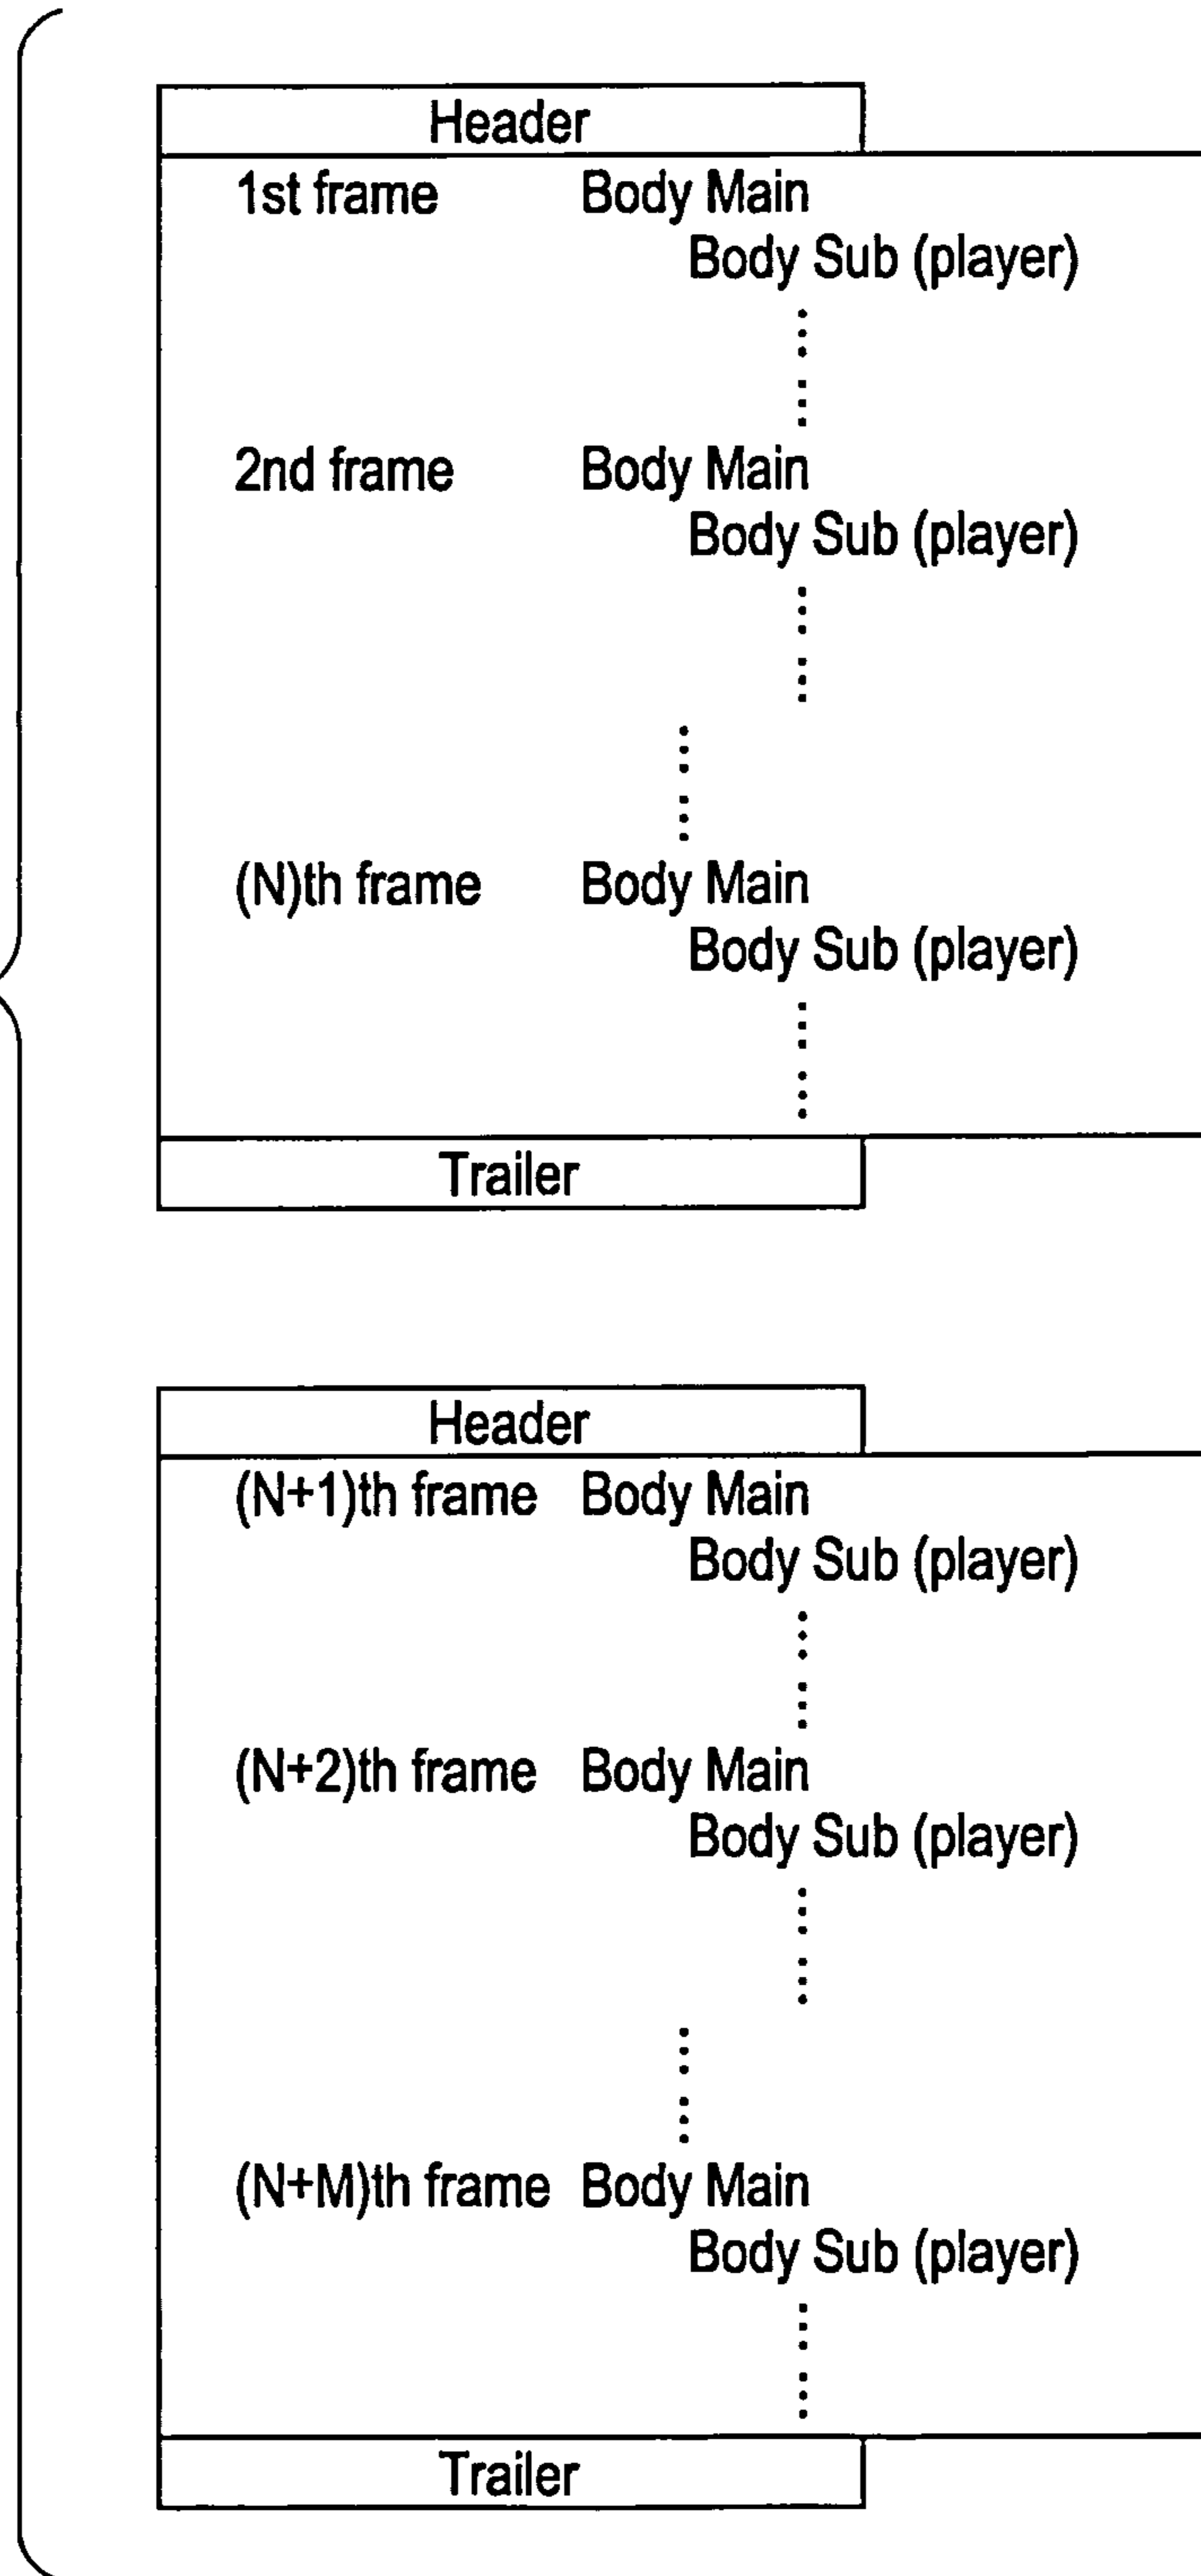 Header
1st frame Body Main
Body Sub (player)
2nd frame Body Main
Body Sub (player)
(N)th frame Body Main
Body Sub (player)
Trailer
Header
(N+1)th frame Body Main
Body Sub (player)
(N+2)th frame Body Main
Body Sub (player)
(N+M)th frame Body Main
Body Sub (player)
Trailer